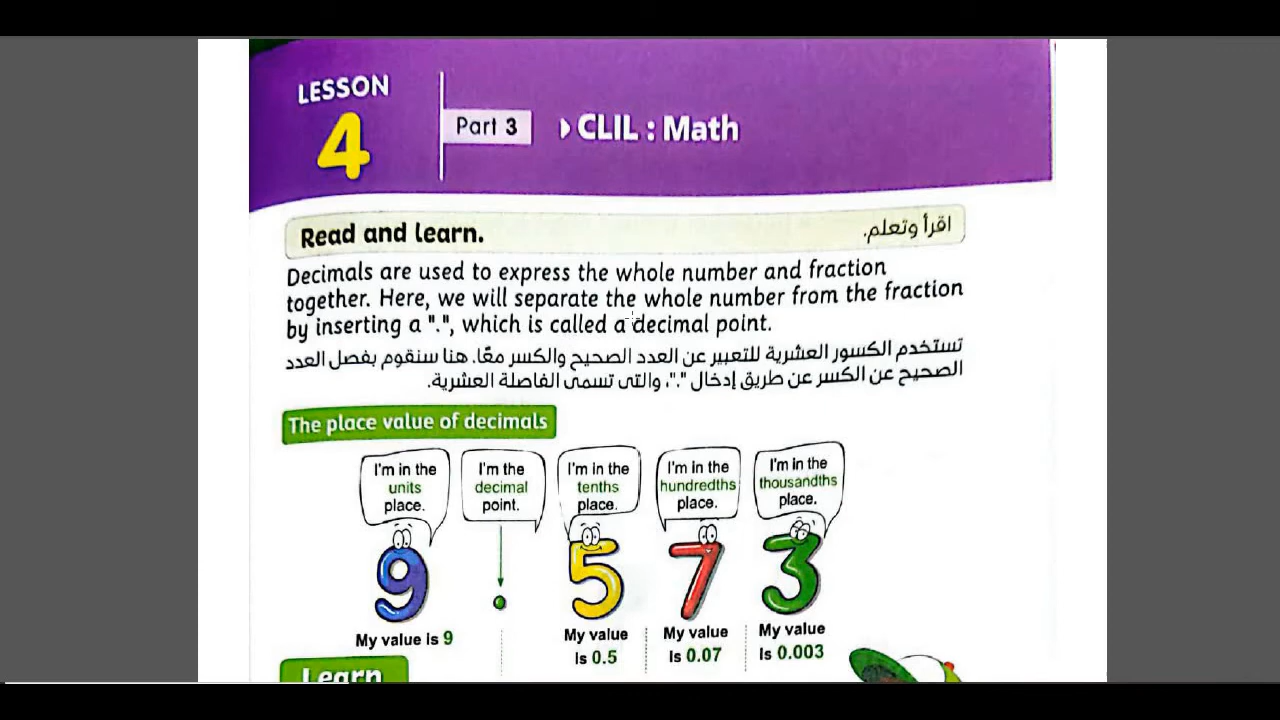 LESSON
4
Part 3
CLIL : Math
Read and learn.
اقرأ وتعلم.
Decimals are used to express the whole number and fraction
together. Here, we will separate the whole number from the fraction
by inserting a ".", which is called a decimal point.
تستخدم الكسور العشرية للتعبير عن العدد الصحيح والكسر معًا. هنا سنقوم بفصل العدد
الصحيح عن الكسر عن طريق إدخال "."، والتى تسمى الفاصلة العشرية.
The place value of decimals
I'm in the
units
place.
I'm the
decimal
point.
I'm in the
tenths
place.
I'm in the
hundredths
place.
I'm in the
thousandths
place.
9 . 5 7 3
My value is 9
My value
is 0.5
My value
is 0.07
My value
is 0.003
Learn